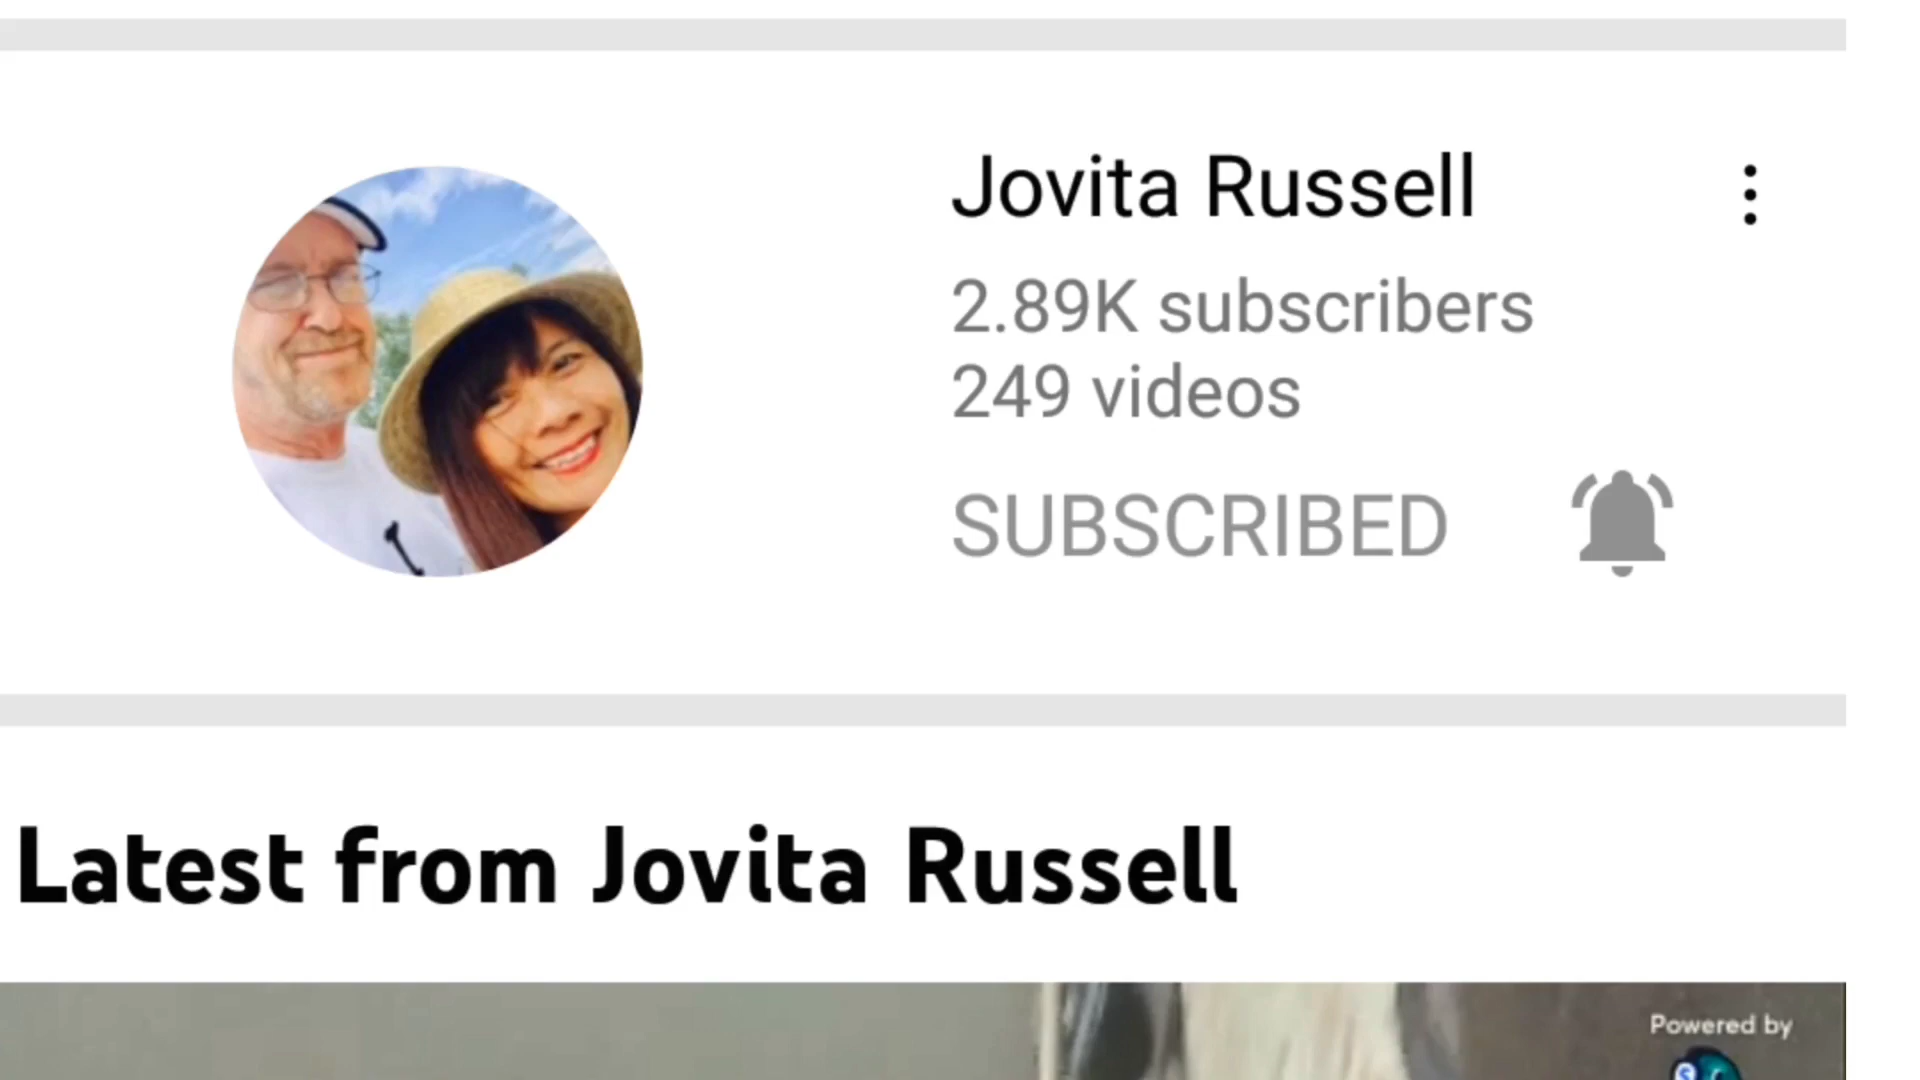 Jovita Russell
2.89K subscribers
249 videos
SUBSCRIBED
Latest from Jovita Russell
Powered by